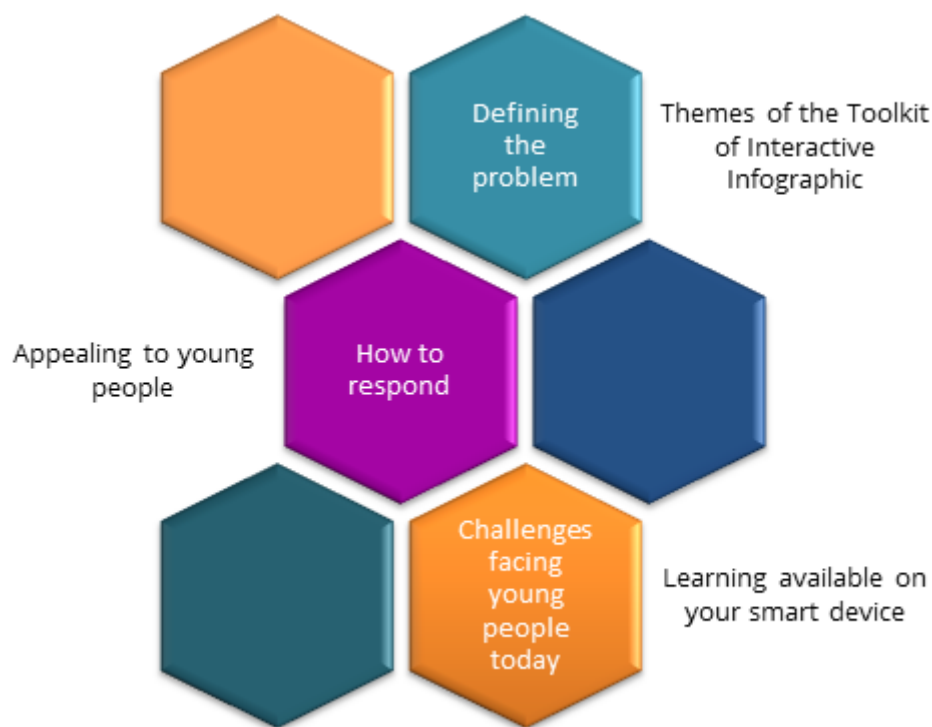 Defining
the
problem
Themes of the Toolkit
of Interactive
Infographic
Appealing to young
people
How to
respond
Challenges
facing
young
people
today
Learning available on
your smart device